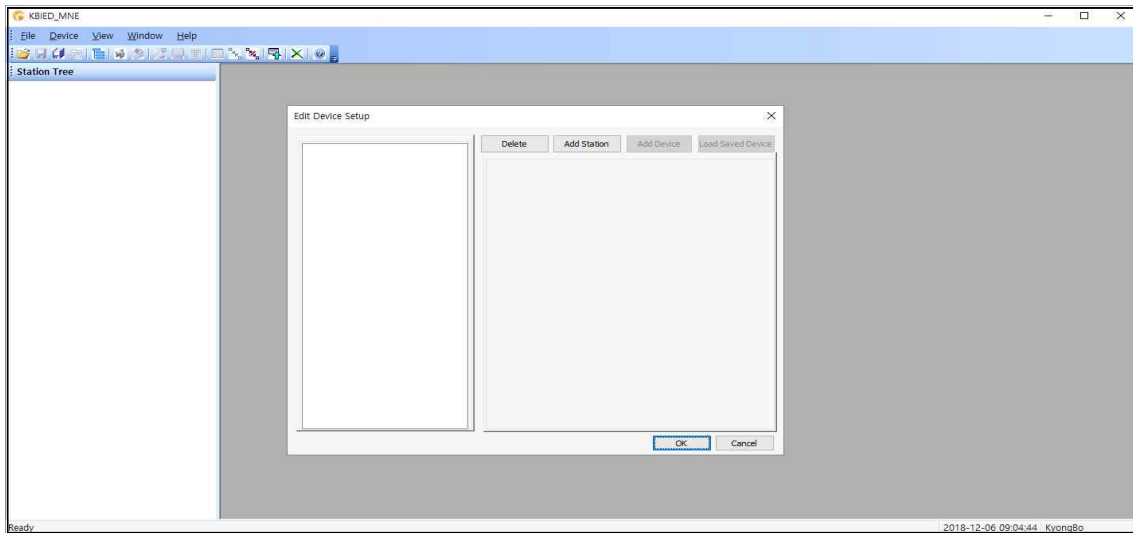 KBIED_MNE
File Device View Window Help
Station Tree
Edit Device Setup
Delete Add Station Add Device Load Saved Device
OK Cancel
Ready 2018-12-06 09:04:44 KyongBo